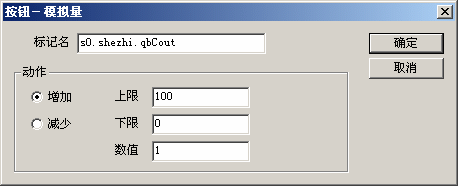 按钮－模拟量
标记名 s0.shezhi.qbCout 确定
取消
动作
增加 上限 100
减少 下限 0
数值 1